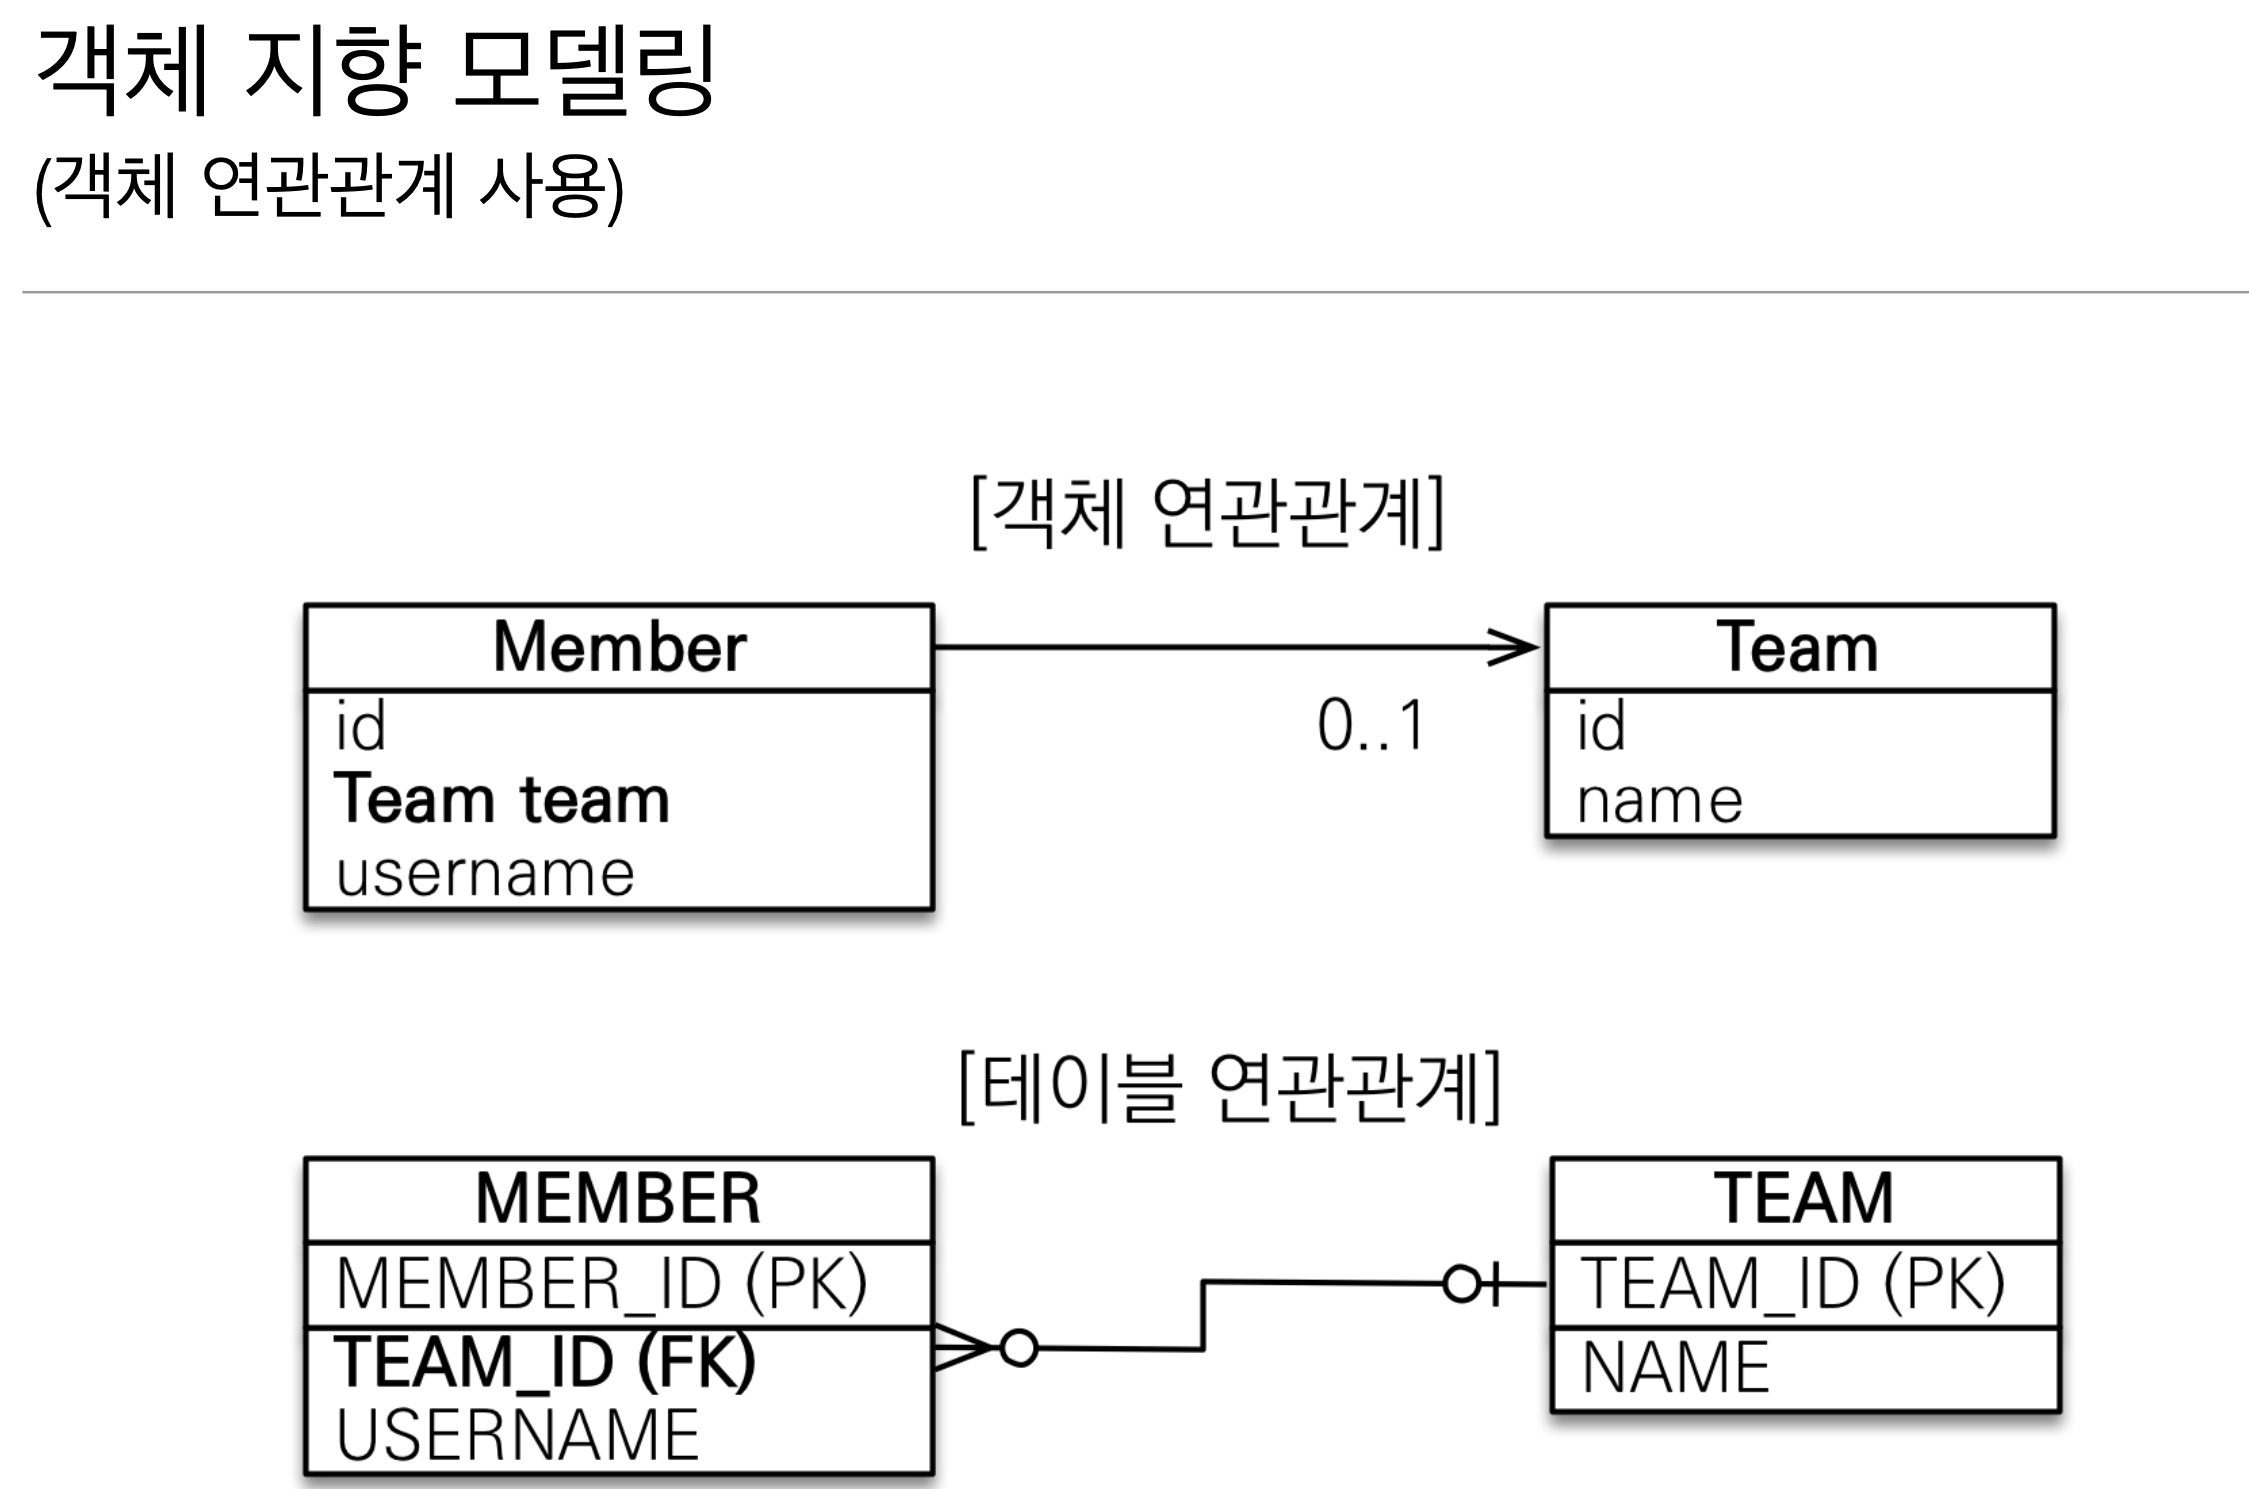 객체 지향 모델링
(객체 연관관계 사용)
[객체 연관관계]
Member
id
Team team
username
0..1
Team
id
name
[테이블 연관관계]
MEMBER
MEMBER_ID (PK)
TEAM_ID (FK)
USERNAME
TEAM
TEAM_ID (PK)
NAME